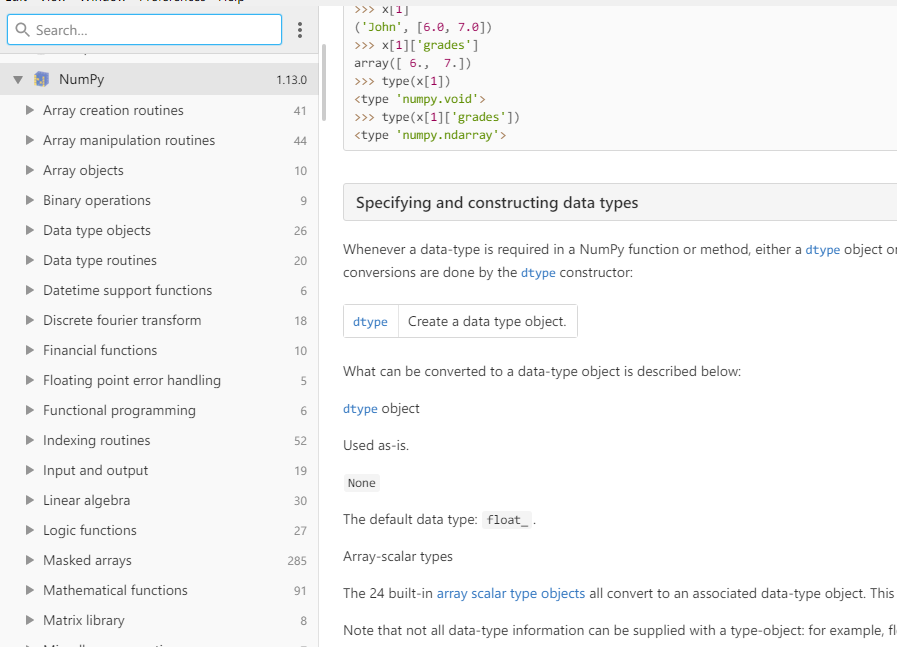 Edit View Window Preferences Help
Search...
NumPy 1.13.0
Array creation routines 41
Array manipulation routines 44
Array objects 10
Binary operations 9
Data type objects 26
Data type routines 20
Datetime support functions 6
Discrete fourier transform 18
Financial functions 10
Floating point error handling 5
Functional programming 6
Indexing routines 52
Input and output 19
Linear algebra 30
Logic functions 27
Masked arrays 285
Mathematical functions 91
Matrix library 8
>>> x[1]
('John', [6.0, 7.0])
>>> x[1]['grades']
array([ 6.,  7.])
>>> type(x[1])
<type 'numpy.void'>
>>> type(x[1]['grades'])
<type 'numpy.ndarray'>
Specifying and constructing data types
Whenever a data-type is required in a NumPy function or method, either a dtype object or
conversions are done by the dtype constructor:
dtype Create a data type object.
What can be converted to a data-type object is described below:
dtype object
Used as-is.
None
The default data type: float_.
Array-scalar types
The 24 built-in array scalar type objects all convert to an associated data-type object. This
Note that not all data-type information can be supplied with a type-object: for example, fl